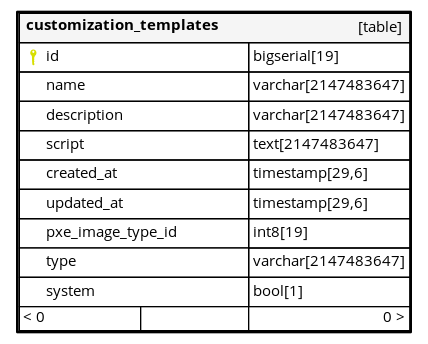 customization_templates [table]
id bigserial[19]
name varchar[2147483647]
description varchar[2147483647]
script text[2147483647]
created_at timestamp[29,6]
updated_at timestamp[29,6]
pxe_image_type_id int8[19]
type varchar[2147483647]
system bool[1]
< 0 0 >